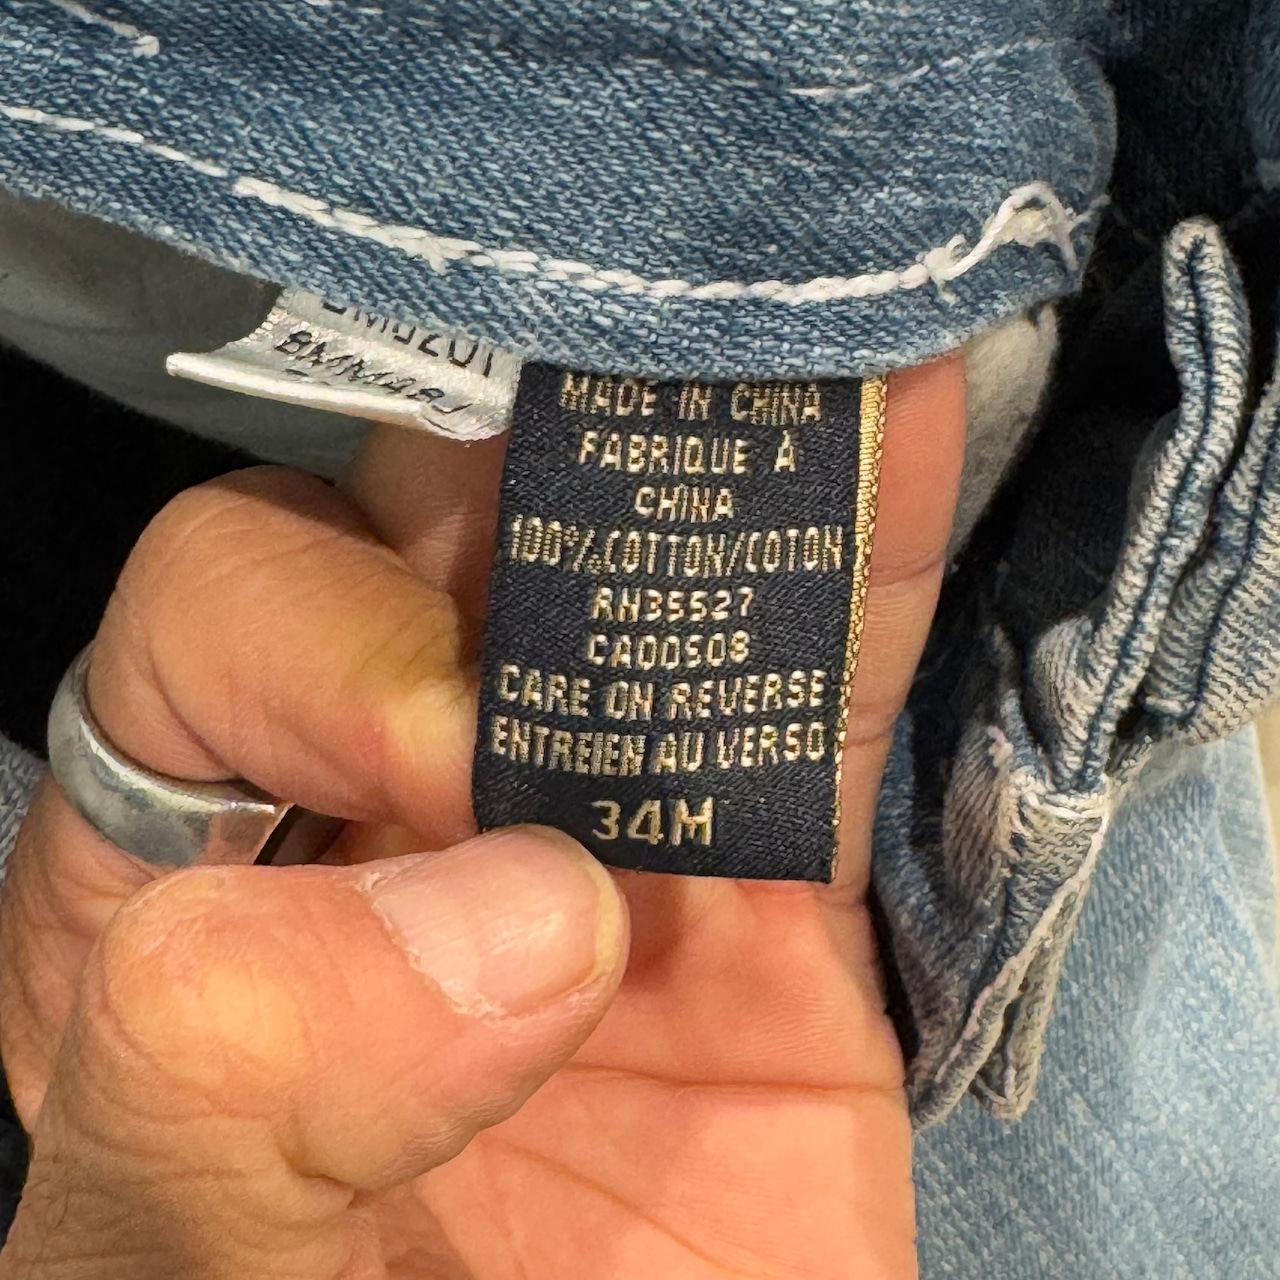 MADE IN CHINA
FABRIQUE À
CHINA
100% COTTON/COTON
RN35527
CA00508
CARE ON REVERSE
ENTREIEN AU VERSO
34M